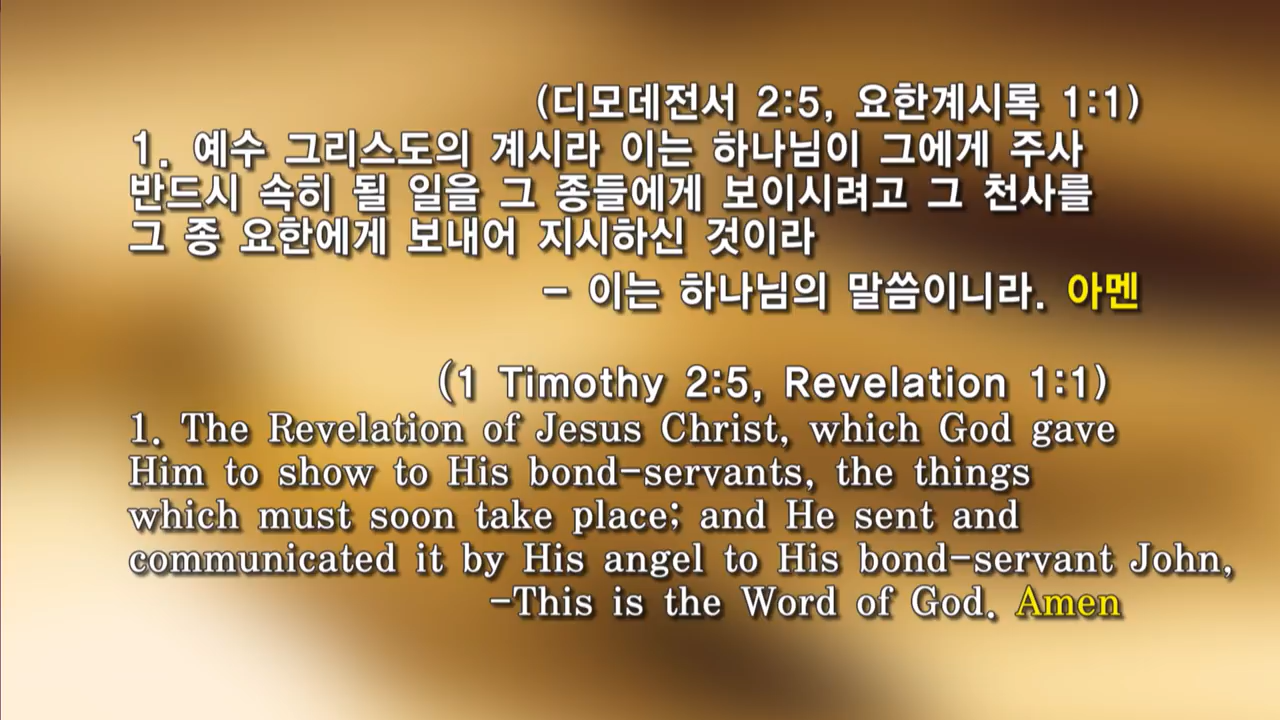 (디모데전서 2:5, 요한계시록 1:1)
1. 예수 그리스도의 계시라 이는 하나님이 그에게 주사
반드시 속히 될 일을 그 종들에게 보이시려고 그 천사를
그 종 요한에게 보내어 지시하신 것이라
- 이는 하나님의 말씀이니라. 아멘
(1 Timothy 2:5, Revelation 1:1)
1. The Revelation of Jesus Christ, which God gave
Him to show to His bond-servants, the things
which must soon take place; and He sent and
communicated it by His angel to His bond-servant John,
-This is the Word of God. Amen